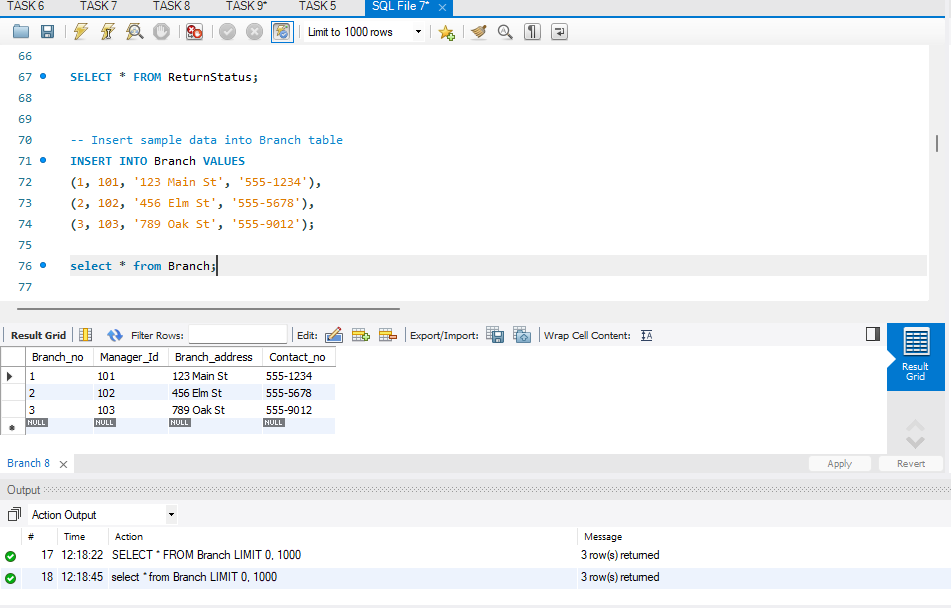 TASK 6 TASK 7 TASK 8 TASK 9* TASK 5 SQL File 7*
Limit to 1000 rows
66
67 SELECT * FROM ReturnStatus;
68
69
70 -- Insert sample data into Branch table
71 INSERT INTO Branch VALUES
72 (1, 101, '123 Main St', '555-1234'),
73 (2, 102, '456 Elm St', '555-5678'),
74 (3, 103, '789 Oak St', '555-9012');
75
76 select * from Branch;
77
Result Grid Filter Rows: Edit: Export/Import: Wrap Cell Content:
Branch_no Manager_Id Branch_address Contact_no
1 101 123 Main St 555-1234
2 102 456 Elm St 555-5678
3 103 789 Oak St 555-9012
NULL NULL NULL NULL
Result
Grid
Branch 8 Apply Revert
Output
Action Output
# Time Action Message
17 12:18:22 SELECT * FROM Branch LIMIT 0, 1000 3 row(s) returned
18 12:18:45 select * from Branch LIMIT 0, 1000 3 row(s) returned